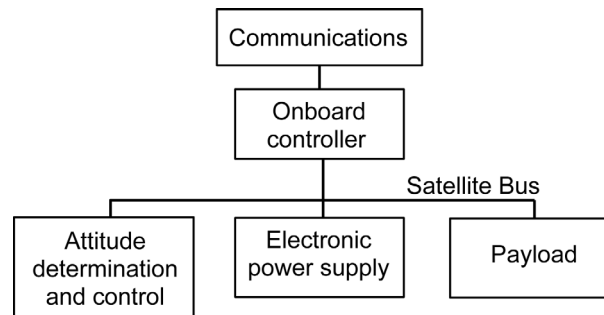 Communications
Onboard
controller
Satellite Bus
Attitude
determination
and control
Electronic
power supply
Payload